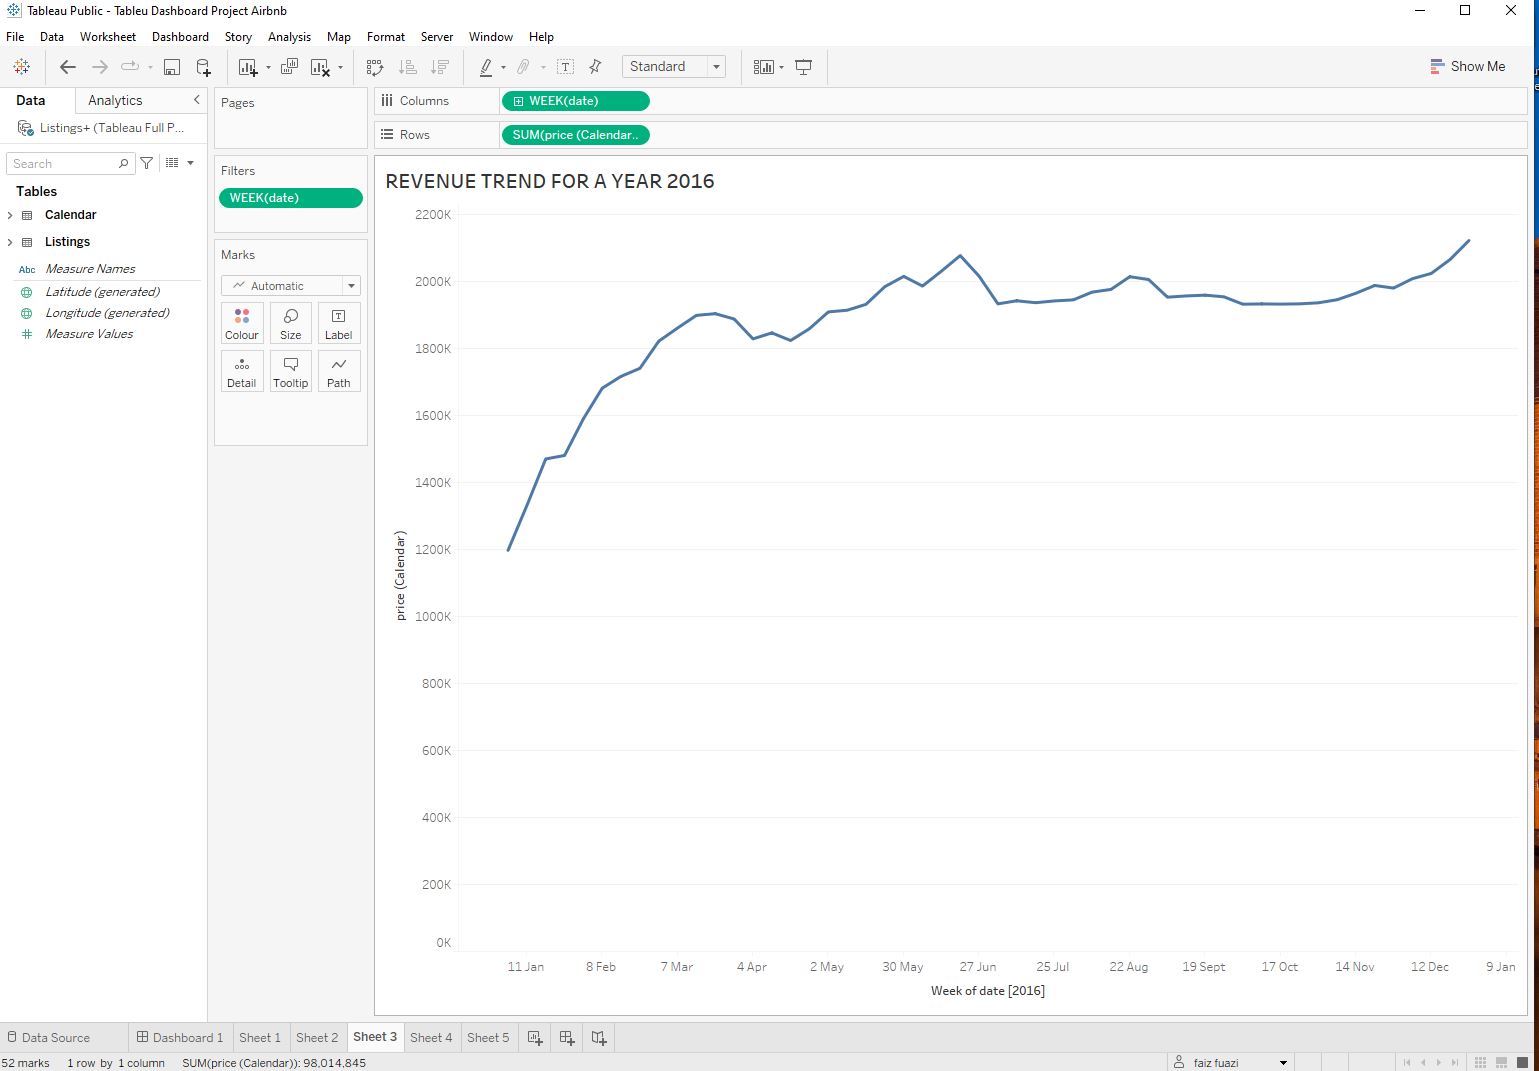 Tableau Public - Tableu Dashboard Project Airbnb
File Data Worksheet Dashboard Story Analysis Map Format Server Window Help
Standard
Show Me
Data Analytics
Listings+ (Tableau Full P...
Search
Tables
Calendar
Listings
Abc Measure Names
Latitude (generated)
Longitude (generated)
Measure Values
Pages
Filters
WEEK(date)
Marks
Automatic
Colour Size Label
Detail Tooltip Path
Columns WEEK(date)
Rows SUM(price (Calendar..
REVENUE TREND FOR A YEAR 2016
2200K
2000K
1800K
1600K
1400K
1200K
1000K
800K
600K
400K
200K
0K
price (Calendar)
11 Jan 8 Feb 7 Mar 4 Apr 2 May 30 May 27 Jun 25 Jul 22 Aug 19 Sept 17 Oct 14 Nov 12 Dec 9 Jan
Week of date [2016]
Data Source Dashboard 1 Sheet 1 Sheet 2 Sheet 3 Sheet 4 Sheet 5
52 marks 1 row by 1 column SUM(price (Calendar)): 98,014,845
faiz fuazi